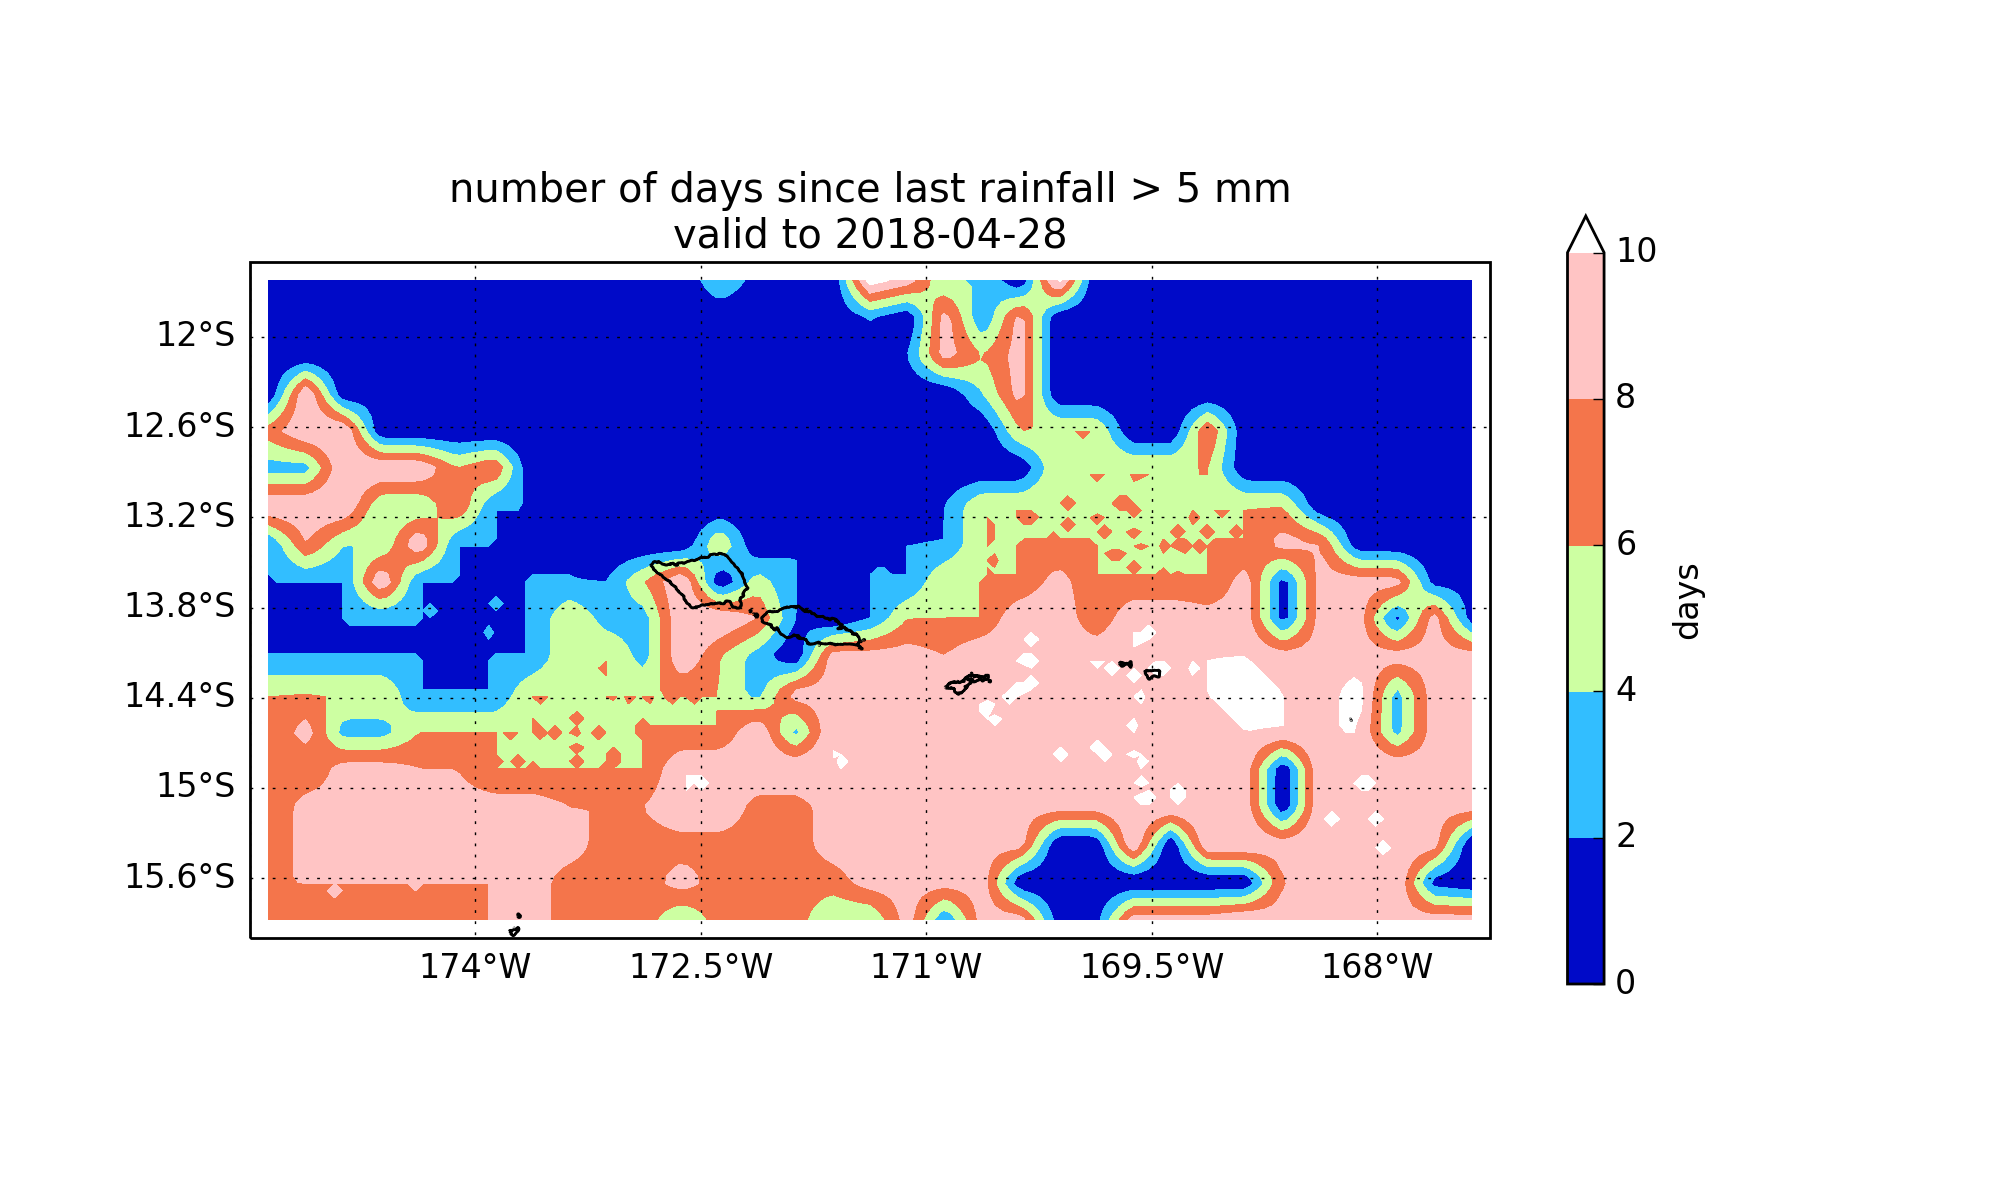 number of days since last rainfall > 5 mm
valid to 2018-04-28
12°S
12.6°S
13.2°S
13.8°S
14.4°S
15°S
15.6°S
174°W
172.5°W
171°W
169.5°W
168°W
10
8
6
4
2
0
days